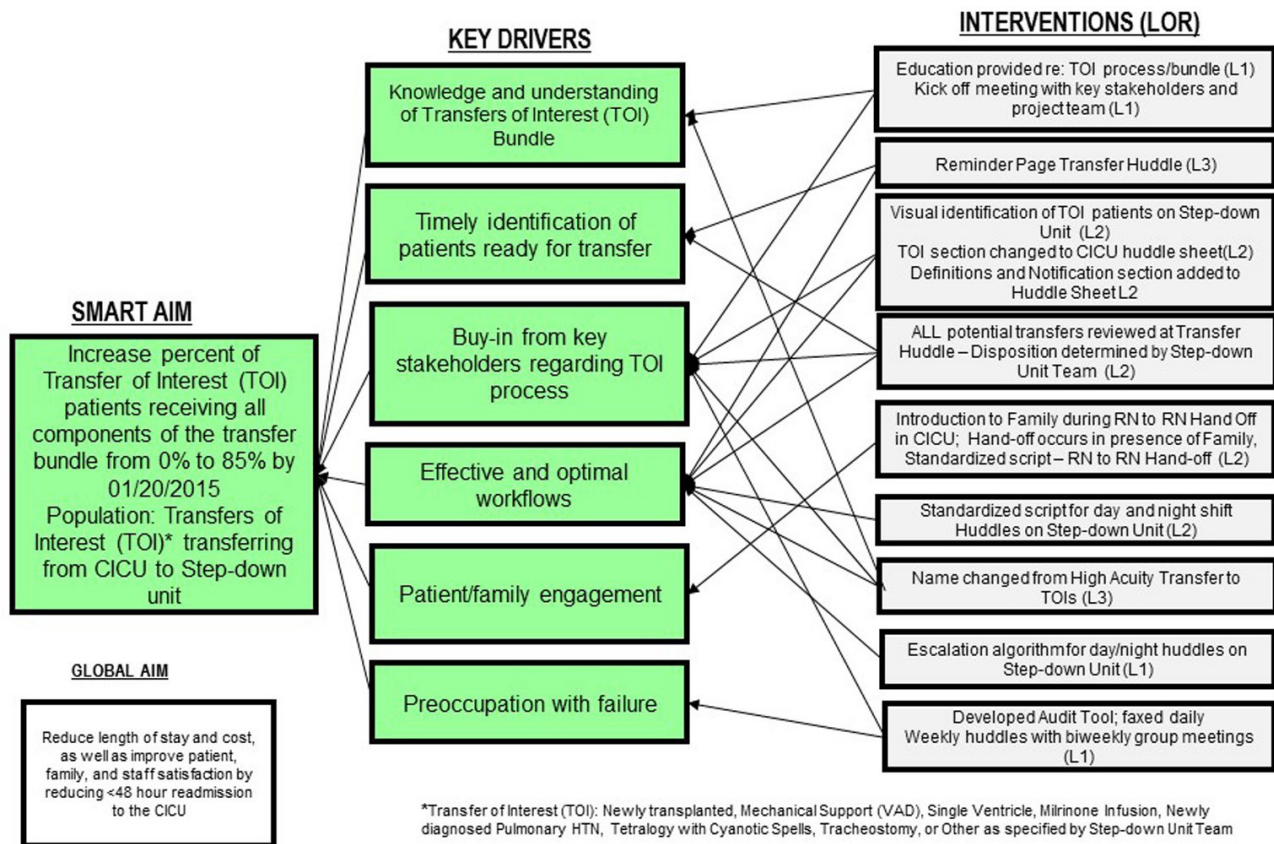 SMART AIM
Increase percent of
Transfer of Interest (TOI)
patients receiving all
components of the transfer
bundle from 0% to 85% by
01/20/2015
Population: Transfers of
Interest (TOI)* transferring
from CICU to Step-down
unit
GLOBAL AIM
Reduce length of stay and cost,
as well as improve patient,
family, and staff satisfaction by
reducing <48 hour readmission
to the CICU
KEY DRIVERS
Knowledge and understanding
of Transfers of Interest (TOI)
Bundle
Timely identification of
patients ready for transfer
Buy-in from key
stakeholders regarding TOI
process
Effective and optimal
workflows
Patient/family engagement
Preoccupation with failure
INTERVENTIONS (LOR)
Education provided re: TOI process/bundle (L1)
Kick off meeting with key stakeholders and
project team (L1)
Reminder Page Transfer Huddle (L3)
Visual identification of TOI patients on Step-down
Unit (L2)
TOI section changed to CICU huddle sheet(L2)
Definitions and Notification section added to
Huddle Sheet L2
ALL potential transfers reviewed at Transfer
Huddle – Disposition determined by Step-down
Unit Team (L2)
Introduction to Family during RN to RN Hand Off
in CICU; Hand-off occurs in presence of Family,
Standardized script – RN to RN Hand-off (L2)
Standardized script for day and night shift
Huddles on Step-down Unit (L2)
Name changed from High Acuity Transfer to
TOIs (L3)
Escalation algorithm for day/night huddles on
Step-down Unit (L1)
Developed Audit Tool; faxed daily
Weekly huddles with biweekly group meetings
(L1)
*Transfer of Interest (TOI): Newly transplanted, Mechanical Support (VAD), Single Ventricle, Milrinone Infusion, Newly
diagnosed Pulmonary HTN, Tetralogy with Cyanotic Spells, Tracheostomy, or Other as specified by Step-down Unit Team